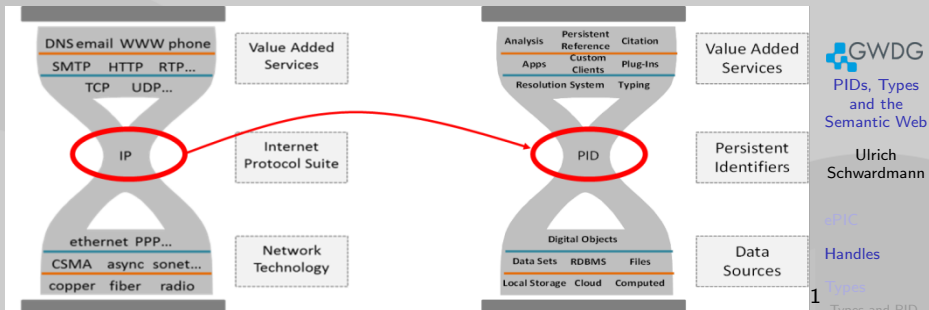 DNS email WWW phone
SMTP HTTP RTP...
TCP UDP...
IP
ethernet PPP...
CSMA async sonet...
copper fiber radio
Value Added
Services
Internet
Protocol Suite
Network
Technology
Analysis Persistent Reference Citation
Apps Custom Clients Plug-Ins
Resolution System Typing
PID
Digital Objects
Data Sets RDBMS Files
Local Storage Cloud Computed
Value Added
Services
Persistent
Identifiers
Data
Sources
1
GWDG
PIDs, Types
and the
Semantic Web
Ulrich
Schwardmann
ePIC
Handles
Types
Types and PID